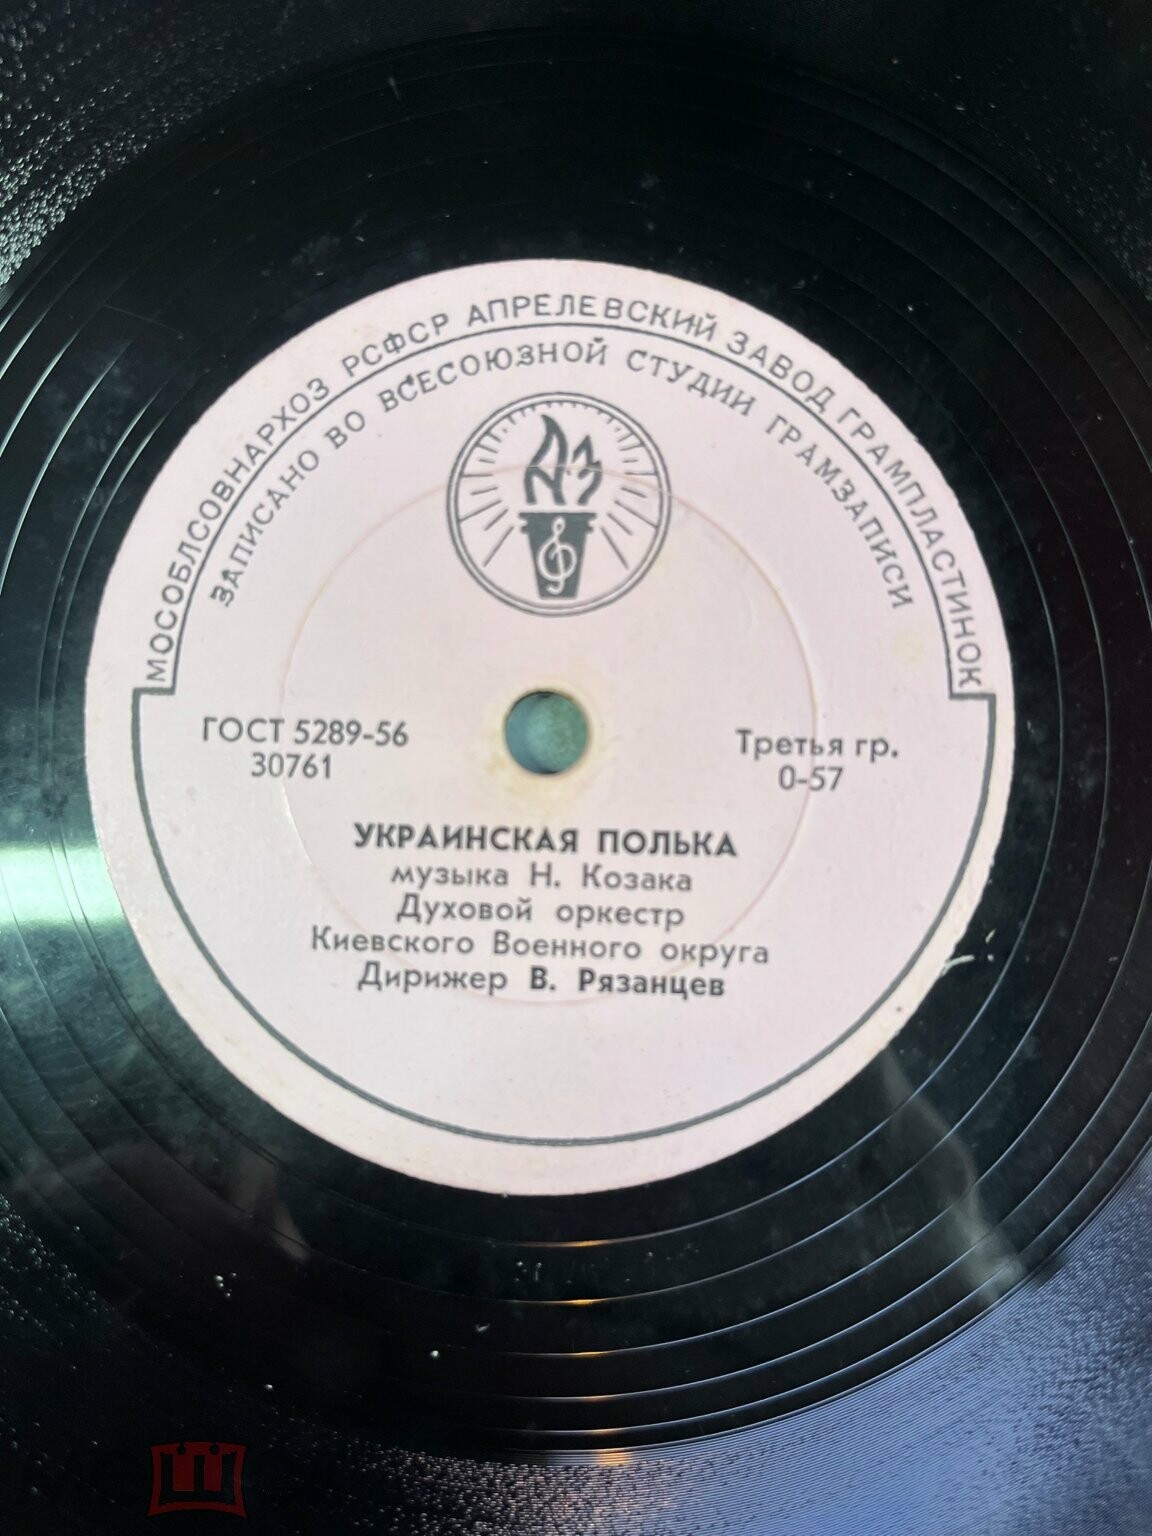 МОСОБЛСОВНАРХОЗ РСФСР АПРЕЛЕВСКИЙ ЗАВОД ГРАМПЛАСТИНОК
ЗАПИСАНО ВО ВСЕСОЮЗНОЙ СТУДИИ ГРАМЗАПИСИ
ГОСТ 5289-56
30761
Третья гр.
0-57
УКРАИНСКАЯ ПОЛЬКА
музыка Н. Козака
Духовой оркестр
Киевского Военного округа
Дирижер В. Рязанцев